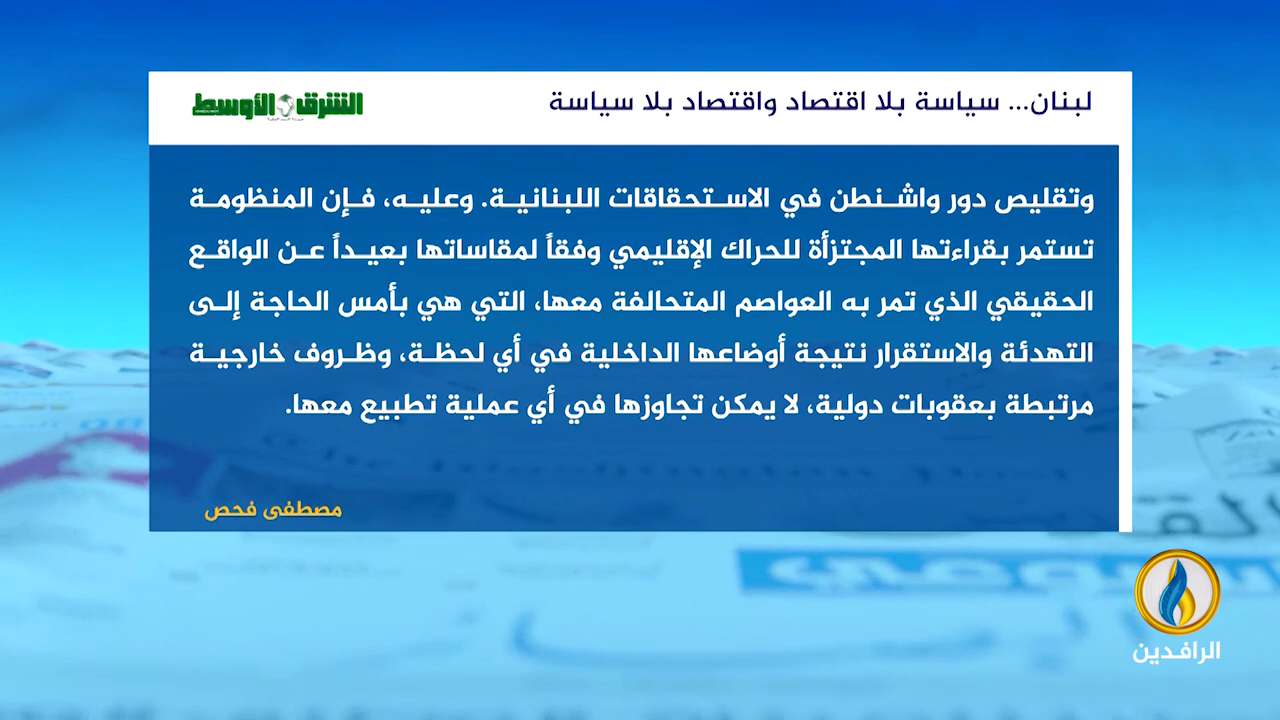 لبنان... سياسة بلا اقتصاد واقتصاد بلا سياسة
الشرق الأوسط
وتقليص دور واشنطن في الاستحقاقات اللبنانية. وعليه، فإن المنظومة
تستمر بقراءتها المجتزأة للحراك الإقليمي وفقاً لمقاساتها بعيداً عن الواقع
الحقيقي الذي تمر به العواصم المتحالفة معها، التي هي بأمس الحاجة إلى
التهدئة والاستقرار نتيجة أوضاعها الداخلية في أي لحظة، وظروف خارجية
مرتبطة بعقوبات دولية، لا يمكن تجاوزها في أي عملية تطبيع معها.
مصطفى فحص
الرافدين